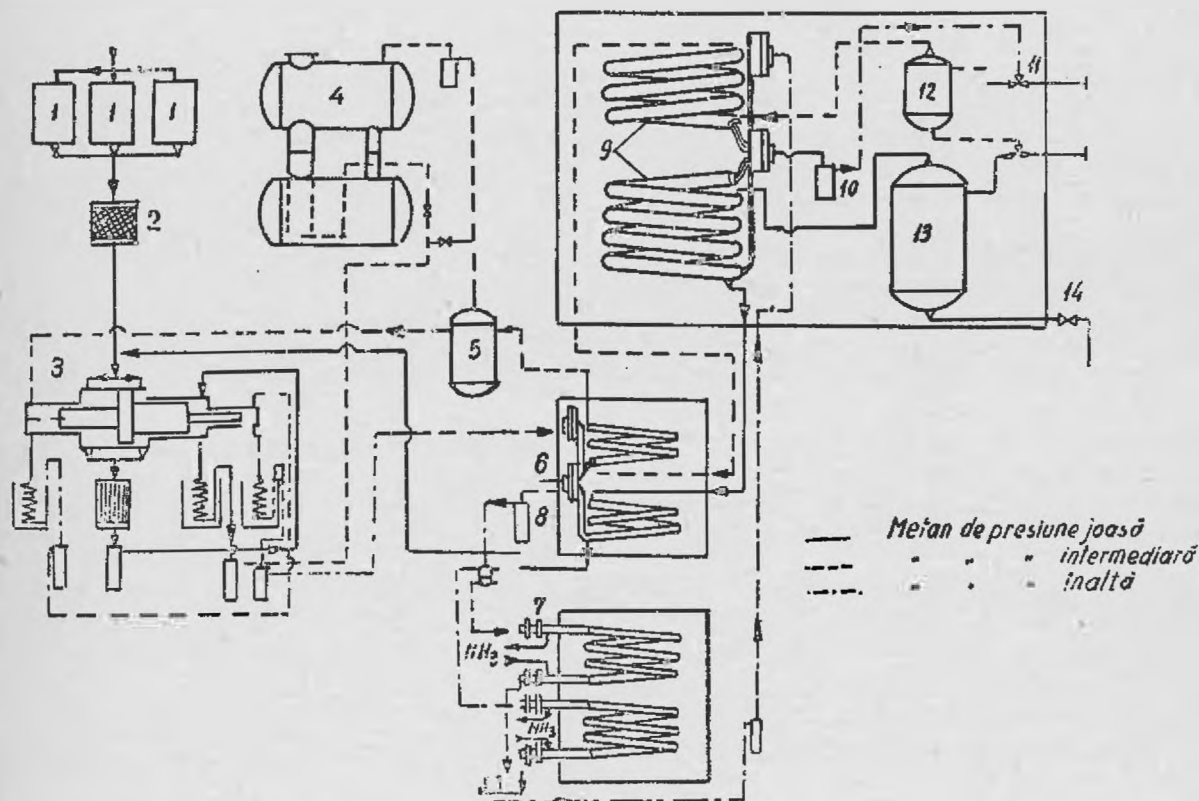 1 1 1
2
3
4
5
6
7
8
9
10
11
12
13
14
NH3
NH3
Metan de presiune joasă
" " " intermediară
" " " înaltă